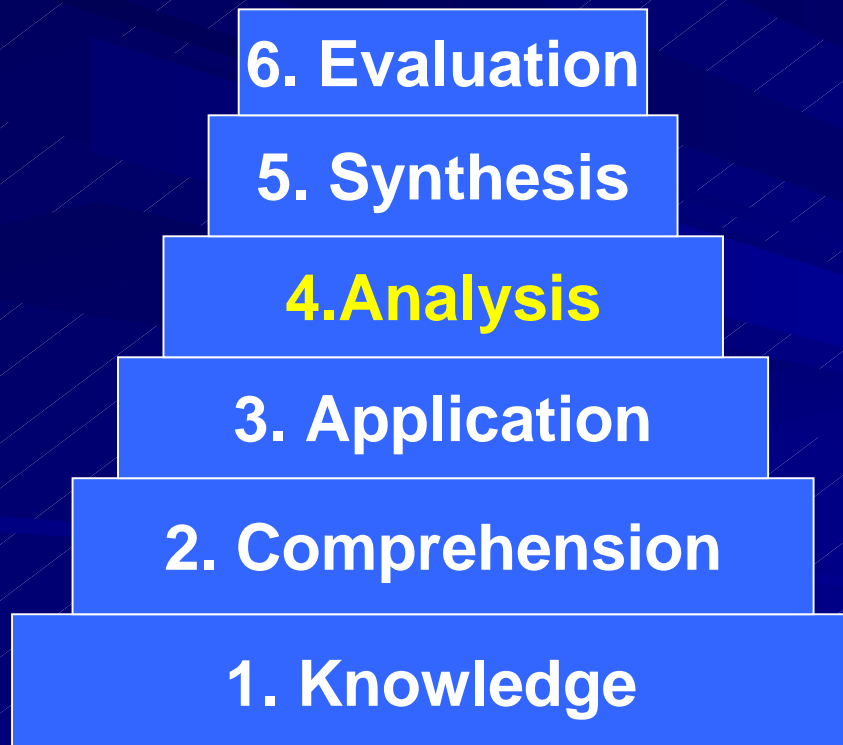 6. Evaluation
5. Synthesis
4.Analysis
3. Application
2. Comprehension
1. Knowledge